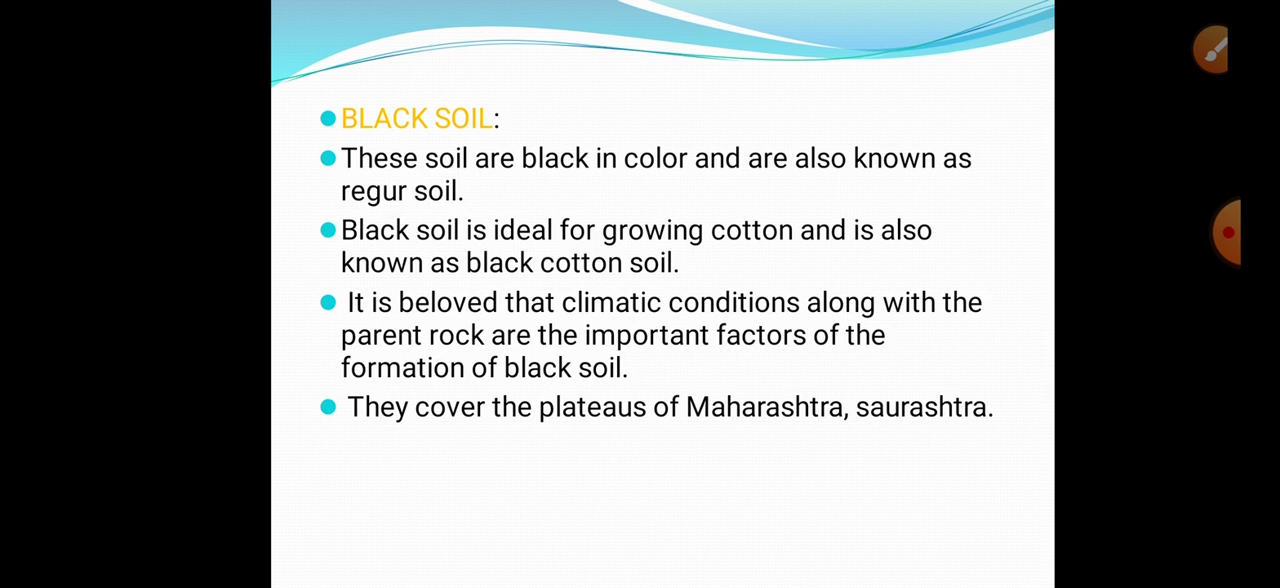 BLACK SOIL:
These soil are black in color and are also known as
regur soil.
Black soil is ideal for growing cotton and is also
known as black cotton soil.
It is beloved that climatic conditions along with the
parent rock are the important factors of the
formation of black soil.
They cover the plateaus of Maharashtra, saurashtra.